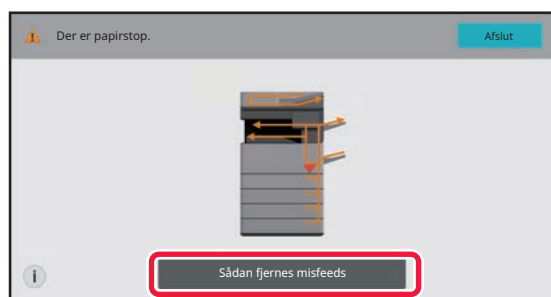 Der er papirstop.
Afslut
i
Sådan fjernes misfeeds